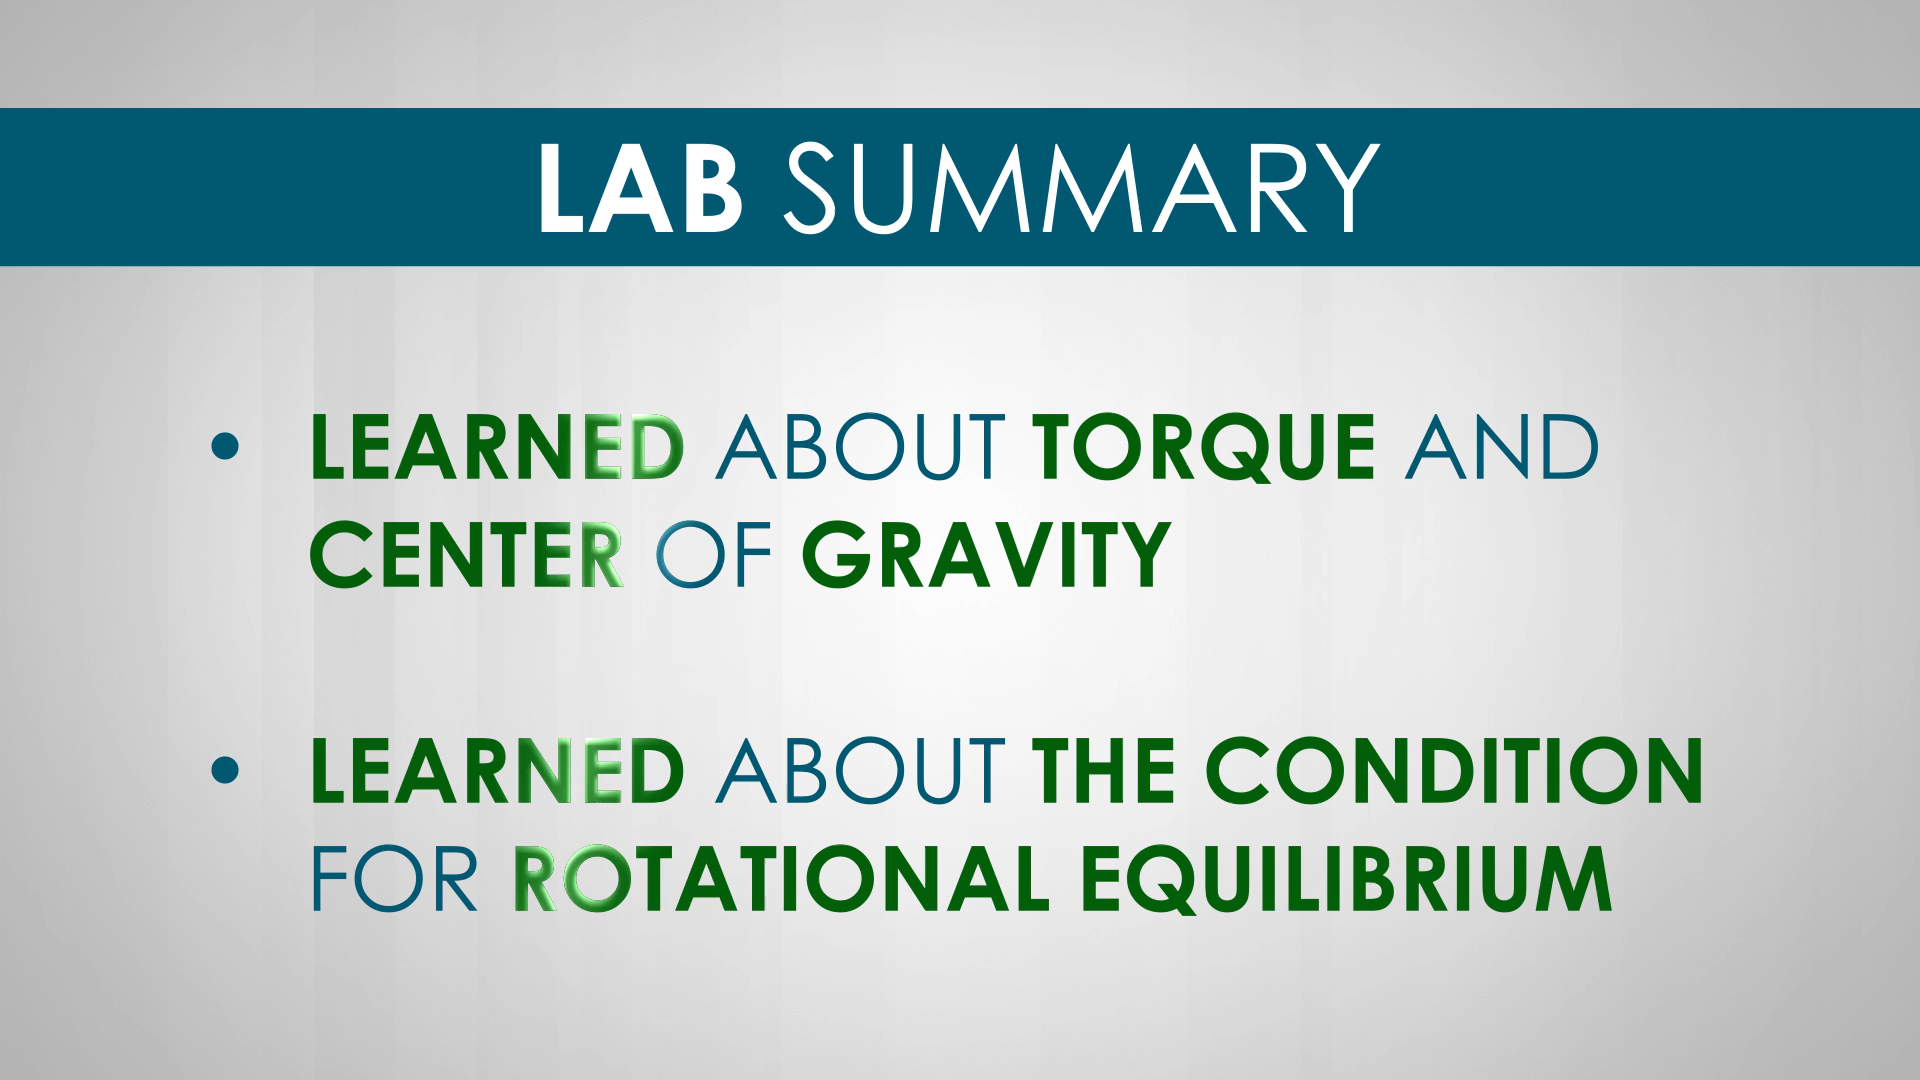 LAB SUMMARY
• LEARNED ABOUT TORQUE AND
CENTER OF GRAVITY
• LEARNED ABOUT THE CONDITION
FOR ROTATIONAL EQUILIBRIUM